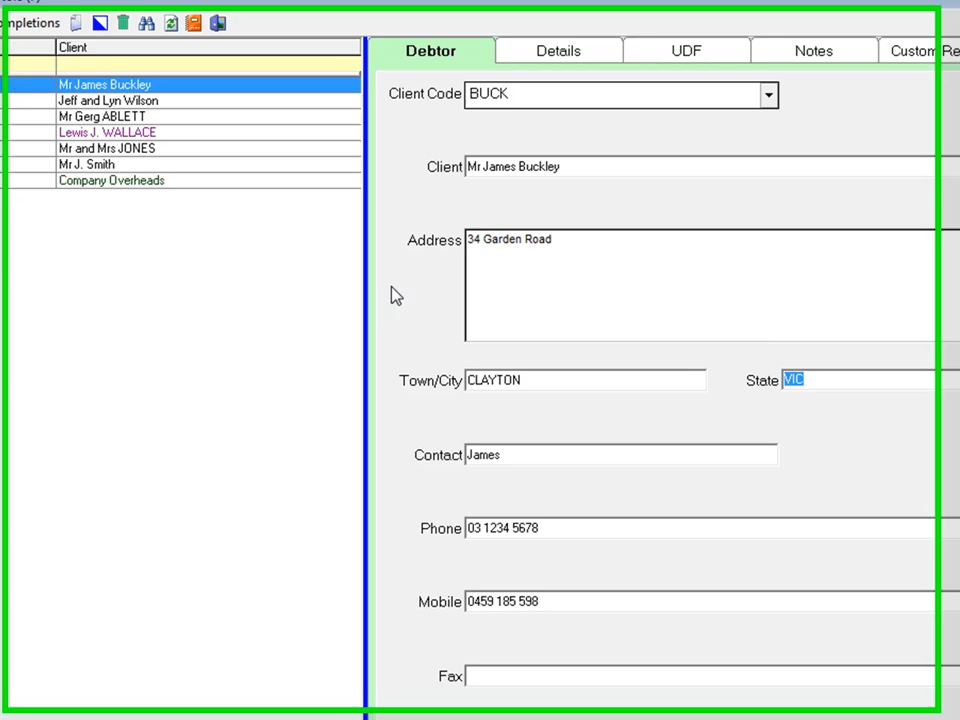 Client
Mr James Buckley
Jeff and Lyn Wilson
Mr Gerg ABLETT
Lewis J. WALLACE
Mr and Mrs JONES
Mr J. Smith
Company Overheads
Debtor
Details
UDF
Notes
Custom Re
Client Code BUCK
Client Mr James Buckley
Address 34 Garden Road
Town/City CLAYTON State VIC
Contact James
Phone 03 1234 5678
Mobile 0459 185 598
Fax